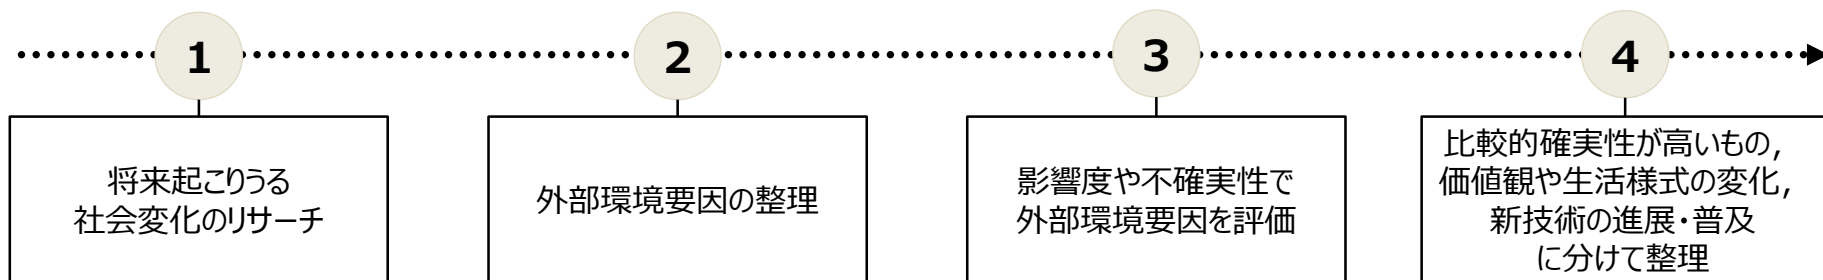 1
将来起こりうる
社会変化のリサーチ
2
外部環境要因の整理
3
影響度や不確実性で
外部環境要因を評価
4
比較的確実性が高いもの，
価値観や生活様式の変化，
新技術の進展・普及
に分けて整理